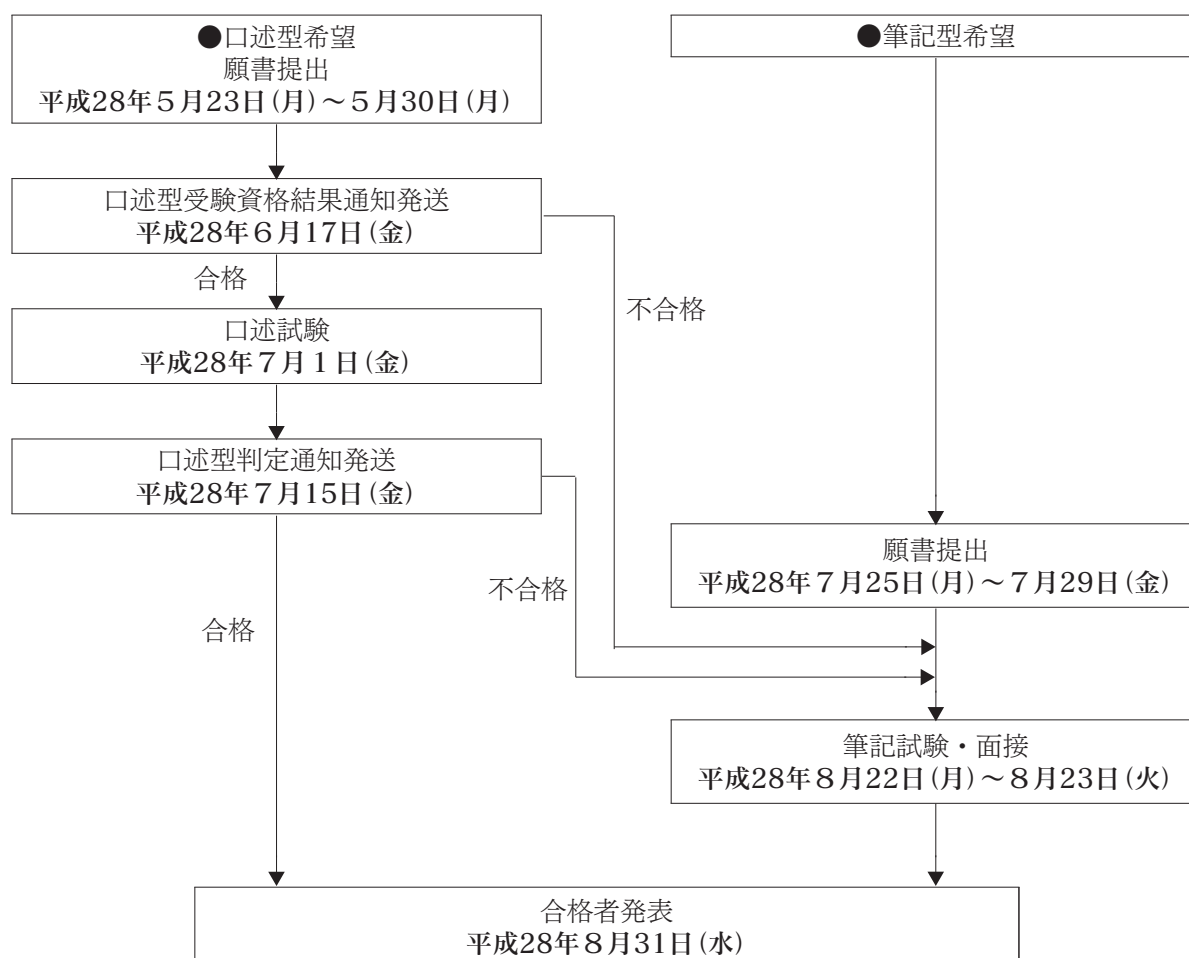 ●口述型希望
願書提出
平成28年５月23日(月)～５月30日(月)
●筆記型希望
口述型受験資格結果通知発送
平成28年６月17日(金)
合格
不合格
口述試験
平成28年７月１日(金)
口述型判定通知発送
平成28年７月15日(金)
合格
不合格
願書提出
平成28年７月25日(月)～７月29日(金)
筆記試験・面接
平成28年８月22日(月)～８月23日(火)
合格者発表
平成28年８月31日(水)